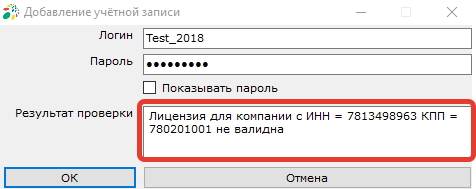 Добавление учётной записи
Логин
Test_2018
Пароль
•••••••••
Показывать пароль
Результат проверки
Лицензия для компании с ИНН = 7813498963 КПП =
780201001 не валидна
ОК
Отмена